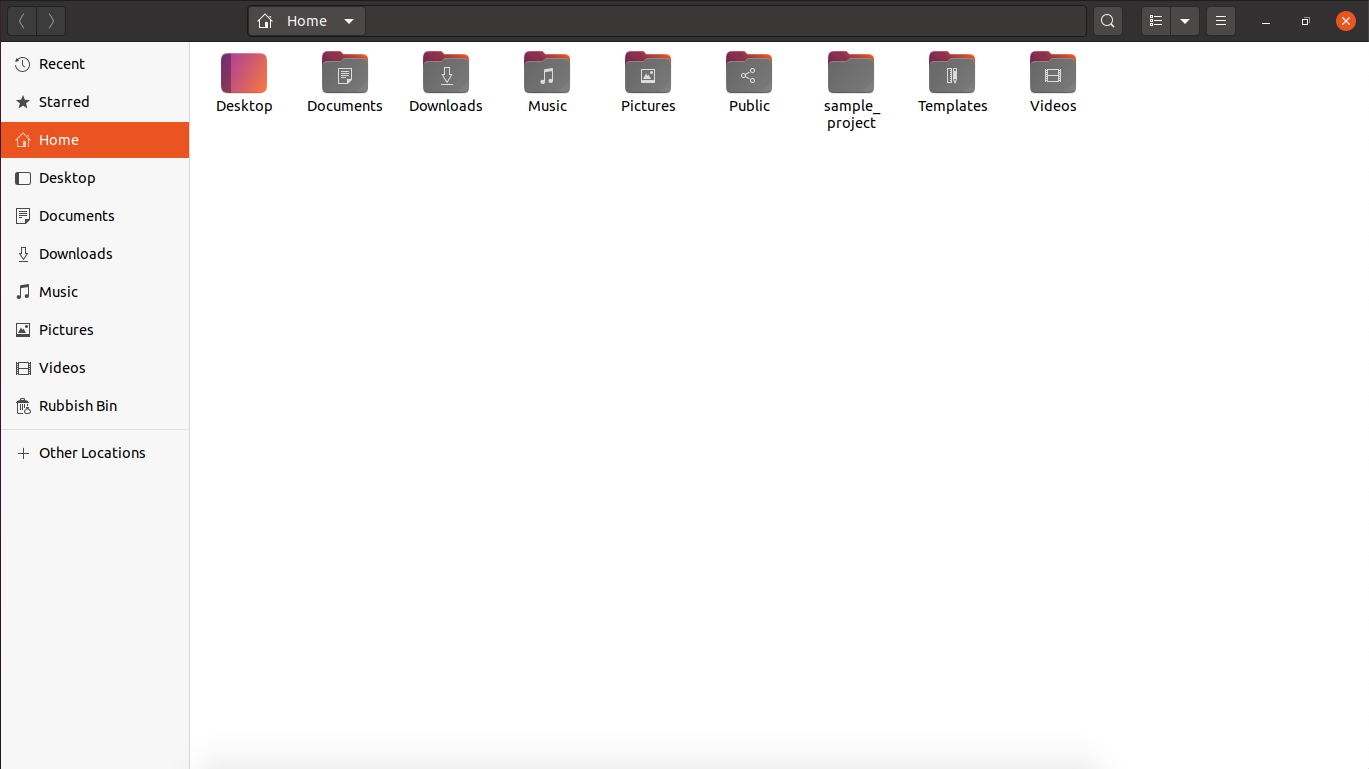 Home
Recent
Starred
Home
Desktop
Documents
Downloads
Music
Pictures
Videos
Rubbish Bin
Other Locations
Desktop
Documents
Downloads
Music
Pictures
Public
sample_
project
Templates
Videos